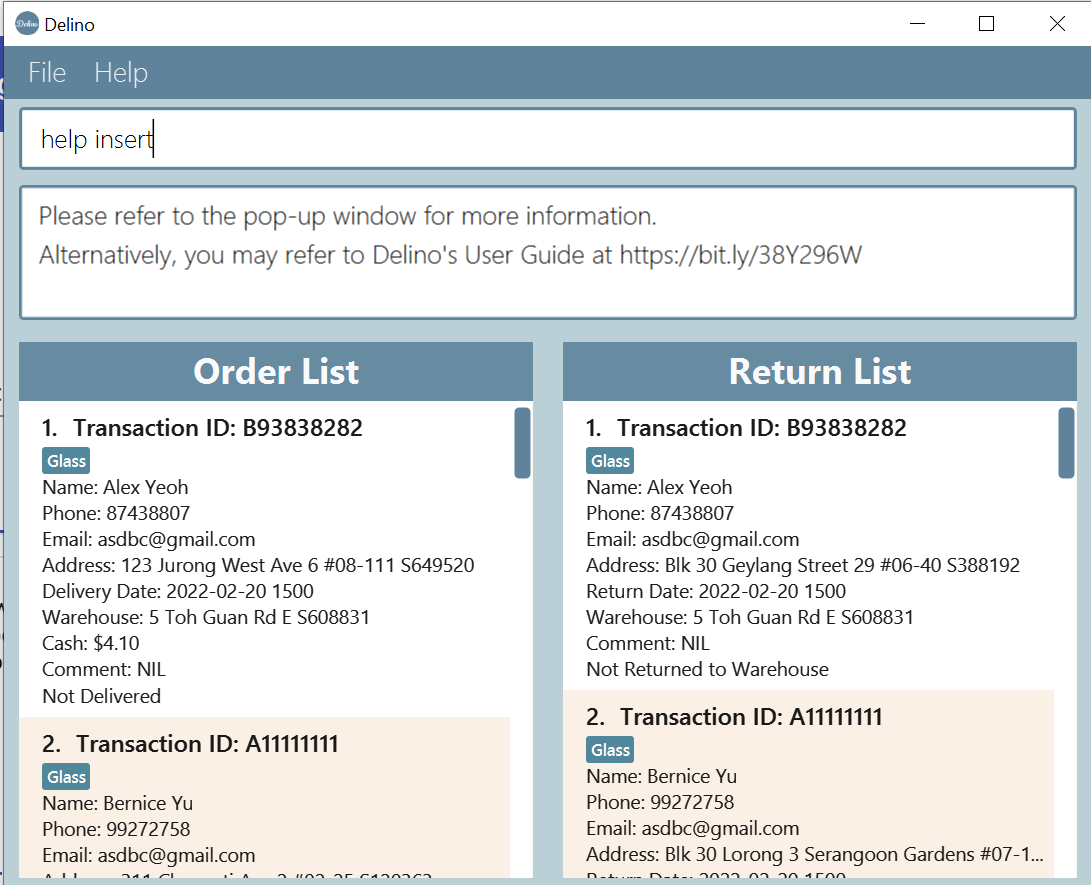 Delino
File Help
help insert
Please refer to the pop-up window for more information.
Alternatively, you may refer to Delino's User Guide at https://bit.ly/38Y296W
Order List
1. Transaction ID: B93838282
Glass
Name: Alex Yeoh
Phone: 87438807
Email: asdbc@gmail.com
Address: 123 Jurong West Ave 6 #08-111 S649520
Delivery Date: 2022-02-20 1500
Warehouse: 5 Toh Guan Rd E S608831
Cash: $4.10
Comment: NIL
Not Delivered
2. Transaction ID: A11111111
Glass
Name: Bernice Yu
Phone: 99272758
Email: asdbc@gmail.com
Return List
1. Transaction ID: B93838282
Glass
Name: Alex Yeoh
Phone: 87438807
Email: asdbc@gmail.com
Address: Blk 30 Geylang Street 29 #06-40 S388192
Return Date: 2022-02-20 1500
Warehouse: 5 Toh Guan Rd E S608831
Comment: NIL
Not Returned to Warehouse
2. Transaction ID: A11111111
Glass
Name: Bernice Yu
Phone: 99272758
Email: asdbc@gmail.com
Address: Blk 30 Lorong 3 Serangoon Gardens #07-1...
Return Date: 2022-02-20 1500